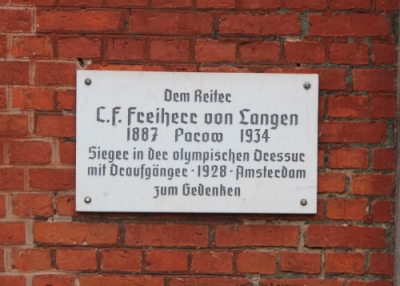 Dem Reiter
C.F. Freiherr von Langen
1887 Parow 1934
Sieger in der olympischen Dressur
mit Draufgänger - 1928 - Amsterdam
zum Gedenken